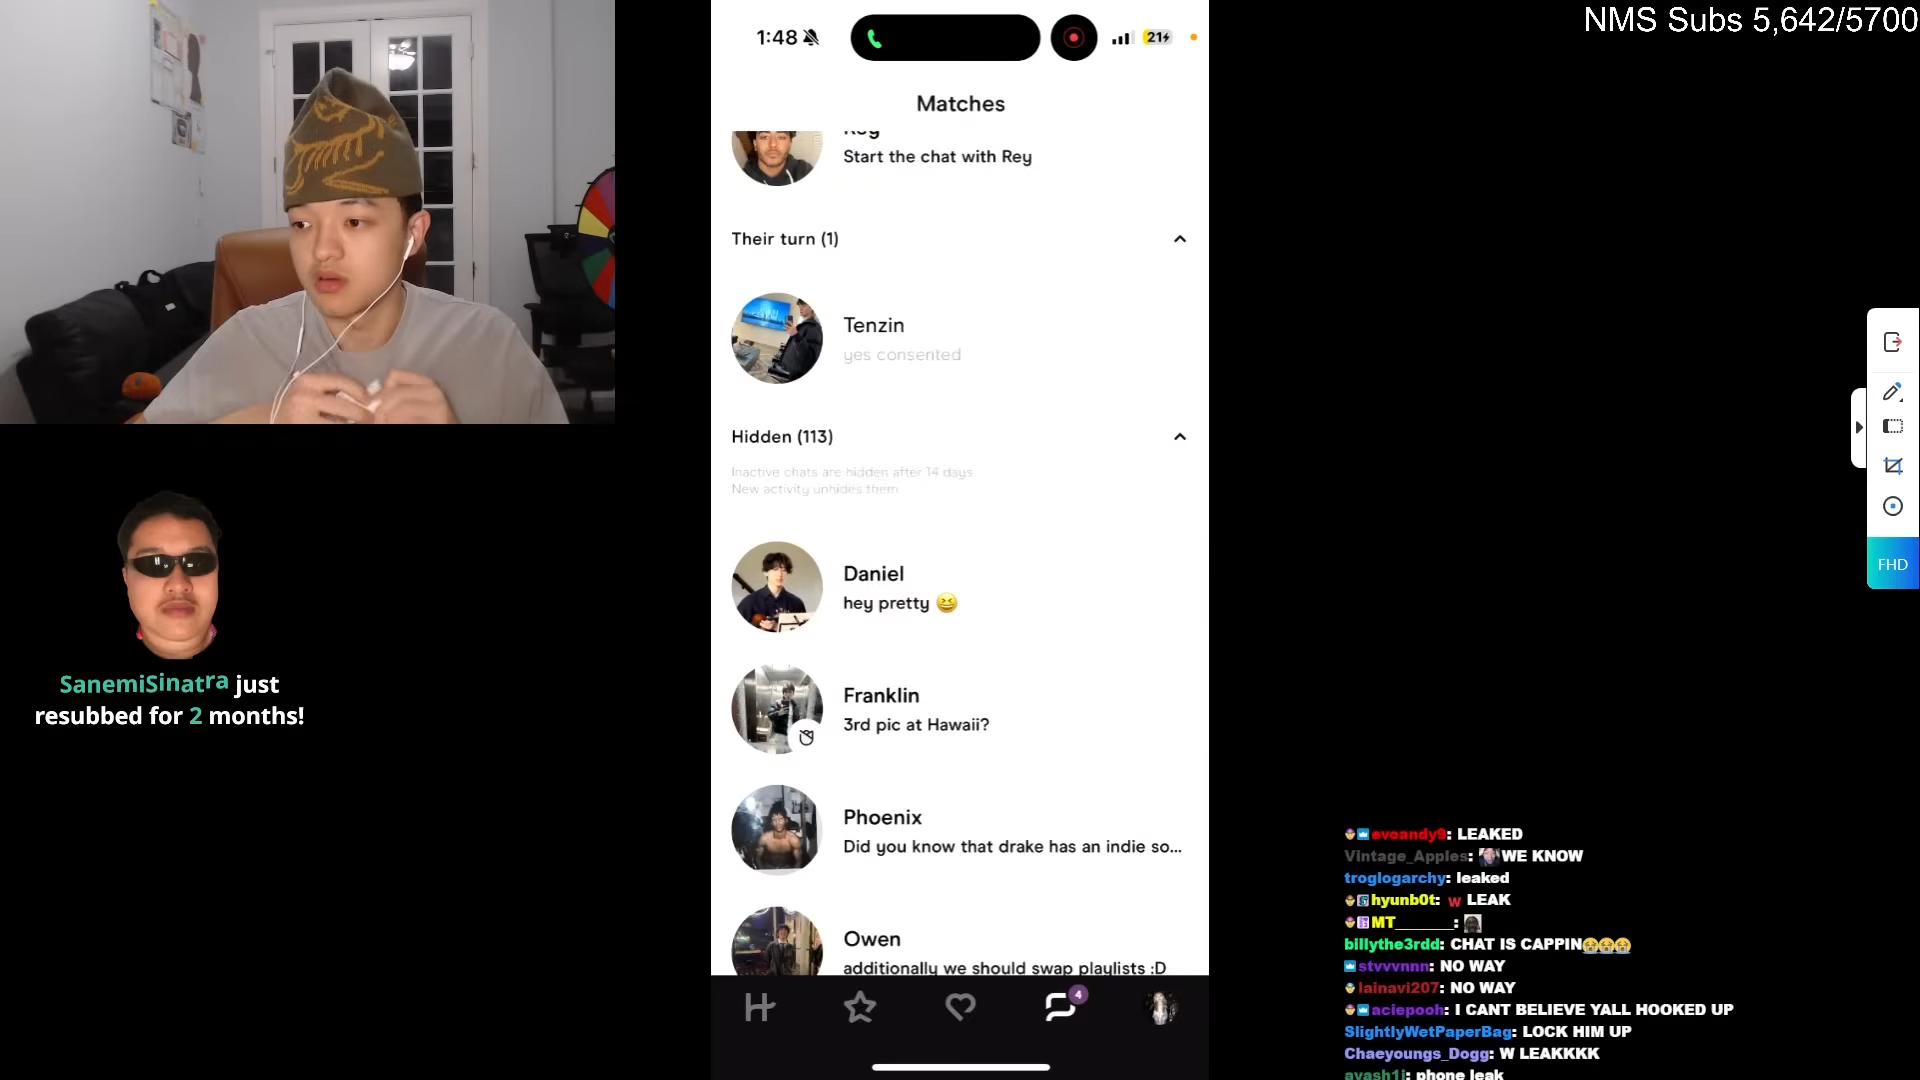 NMS Subs 5,642/5700
1:48
21
Matches
Rey
Start the chat with Rey
Their turn (1)
Tenzin
yes consented
Hidden (113)
Inactive chats are hidden after 14 days
New activity unhides them
Daniel
hey pretty 😆
Franklin
3rd pic at Hawaii?
Phoenix
Did you know that drake has an indie so...
Owen
additionally we should swap playlists :D
4
SanemiSinatra just
resubbed for 2 months!
FHD
evoandy9: LEAKED
Vintage_Apples: WE KNOW
troglogarchy: leaked
hyunb0t: W LEAK
MT______:
billythe3rdd: CHAT IS CAPPIN😭😭😭
stvvvnnn: NO WAY
lainavi207: NO WAY
aciepooh: I CANT BELIEVE YALL HOOKED UP
SlightlyWetPaperBag: LOCK HIM UP
Chaeyoungs_Dogg: W LEAKKKK
avash1i: phone leak